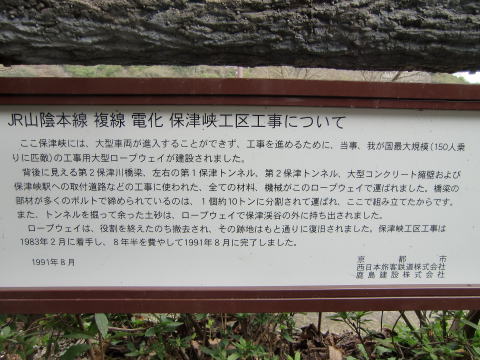 JR山陰本線 複線 電化 保津峡工区工事について
ここ保津峡には、大型車両が進入することができず、工事を進めるために、当事、我が国最大規模(150人乗
りに匹敵)の工事用大型ロープウェイが建設されました。
背後に見える第2保津川橋梁、左右の第1保津トンネル、第2保津トンネル、大型コンクリート擁壁および
保津峡駅への取付道路などの工事に使われた、全ての材料、機械がこのロープウェイで運ばれました。橋梁の
部材が多くのボルトで締められているのは、1個約10トンに分割されて運ばれ、ここで組み立てたからです。
また、トンネルを掘って余った土砂は、ロープウェイで保津渓谷の外に持ち出されました。
ロープウェイは、役割を終えたのち撤去され、その跡地はもと通りに復旧されました。保津峡工区工事は
1983年2月に着手し、8年半を費やして1991年8月に完了しました。
1991年8月
京都市
西日本旅客鉄道株式会社
鹿島建設株式会社